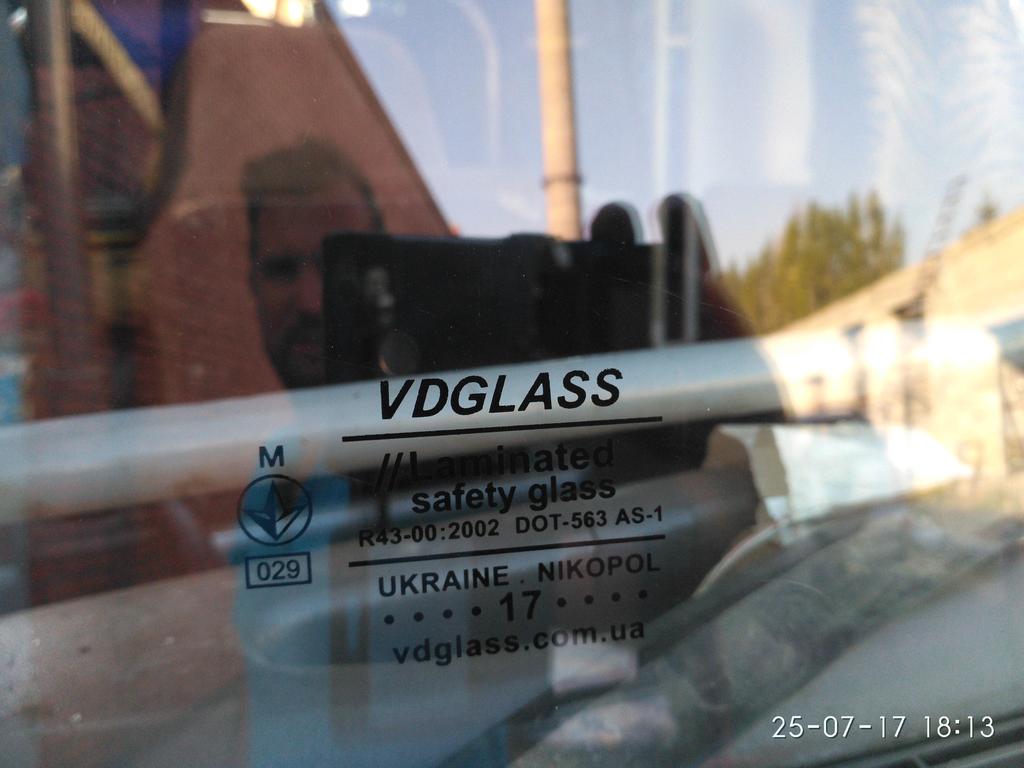 VDGLASS
M
//Laminated
safety glass
R43-00:2002 DOT-563 AS-1
029
UKRAINE . NIKOPOL
• • • • 17 • • • •
vdglass.com.ua
25-07-17 18:13